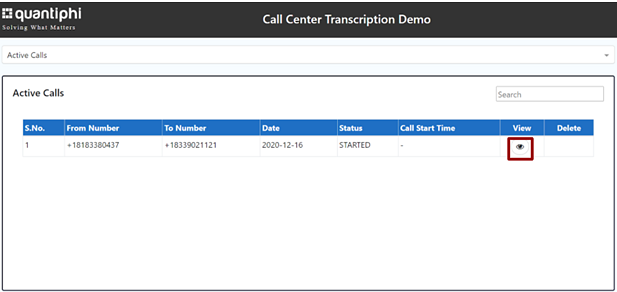 quantiphi
Solving What Matters
Call Center Transcription Demo
Active Calls
Active Calls
Search
S.No. From Number To Number Date Status Call Start Time View Delete
1 +18183380437 +18339021121 2020-12-16 STARTED -